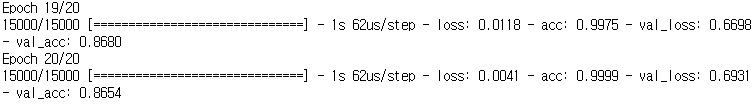 Epoch 19/20
15000/15000 [==============================] - 1s 62us/step - loss: 0.0118 - acc: 0.9975 - val_loss: 0.6698
- val_acc: 0.8680
Epoch 20/20
15000/15000 [==============================] - 1s 62us/step - loss: 0.0041 - acc: 0.9999 - val_loss: 0.6931
- val_acc: 0.8654